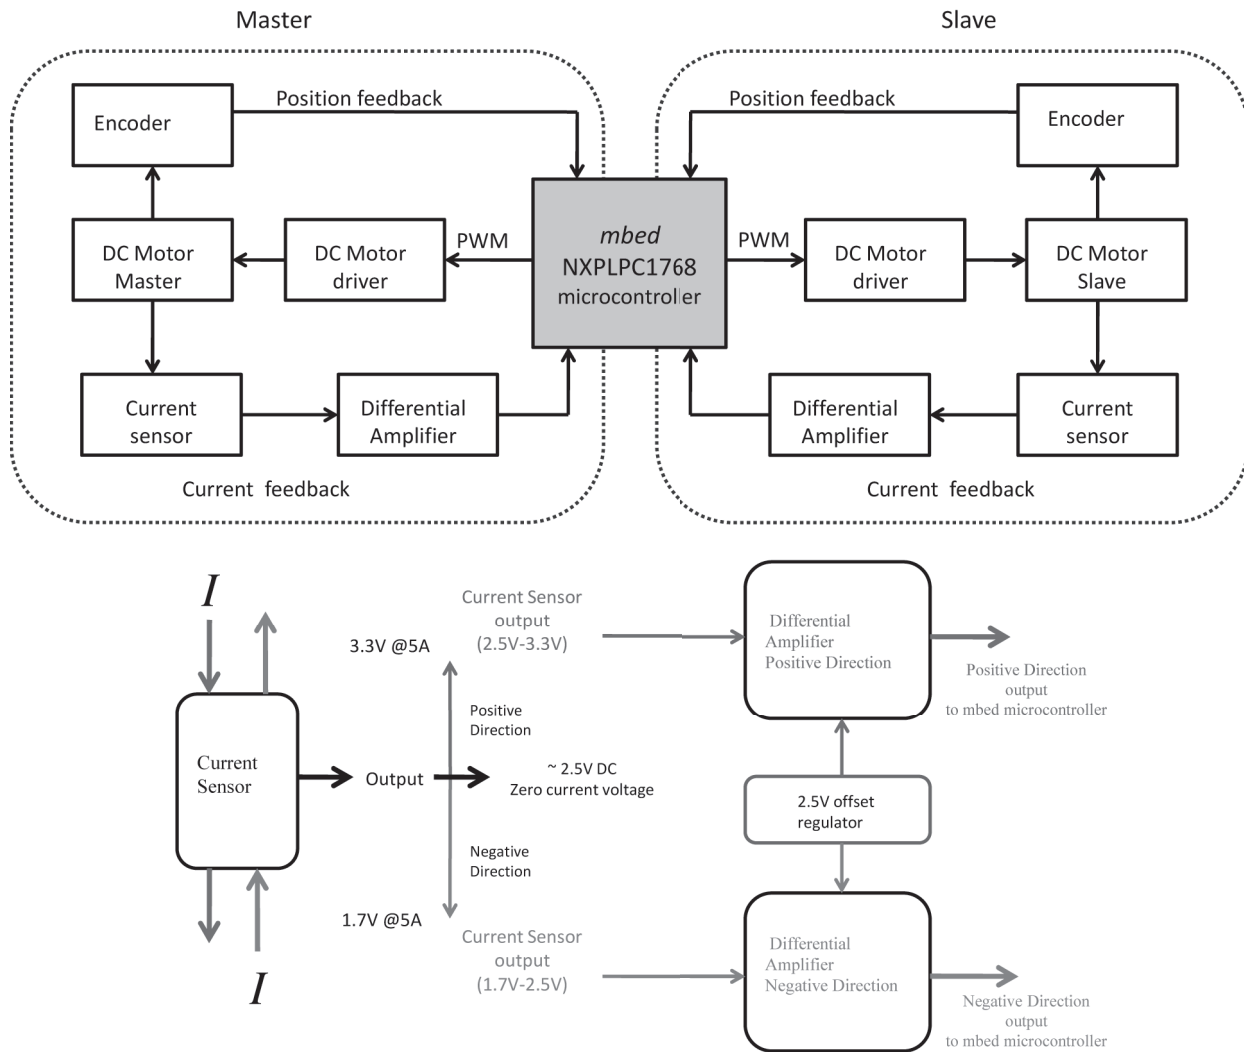 Master
Slave
Position feedback
Encoder
Position feedback
Encoder
DC Motor
Master
DC Motor
driver
PWM
mbed
NXPLPC1768
microcontroller
PWM
DC Motor
driver
DC Motor
Slave
Current
sensor
Differential
Amplifier
Differential
Amplifier
Current
sensor
Current feedback
Current feedback
I
Current
Sensor
I
3.3V @5A
Positive
Direction
Output
~ 2.5V DC
Zero current voltage
Negative
Direction
1.7V @5A
Current Sensor
output
(2.5V-3.3V)
Differential
Amplifier
Positive Direction
Positive Direction
output
to mbed microcontroller
2.5V offset
regulator
Current Sensor
output
(1.7V-2.5V)
Differential
Amplifier
Negative Direction
Negative Direction
output
to mbed microcontroller